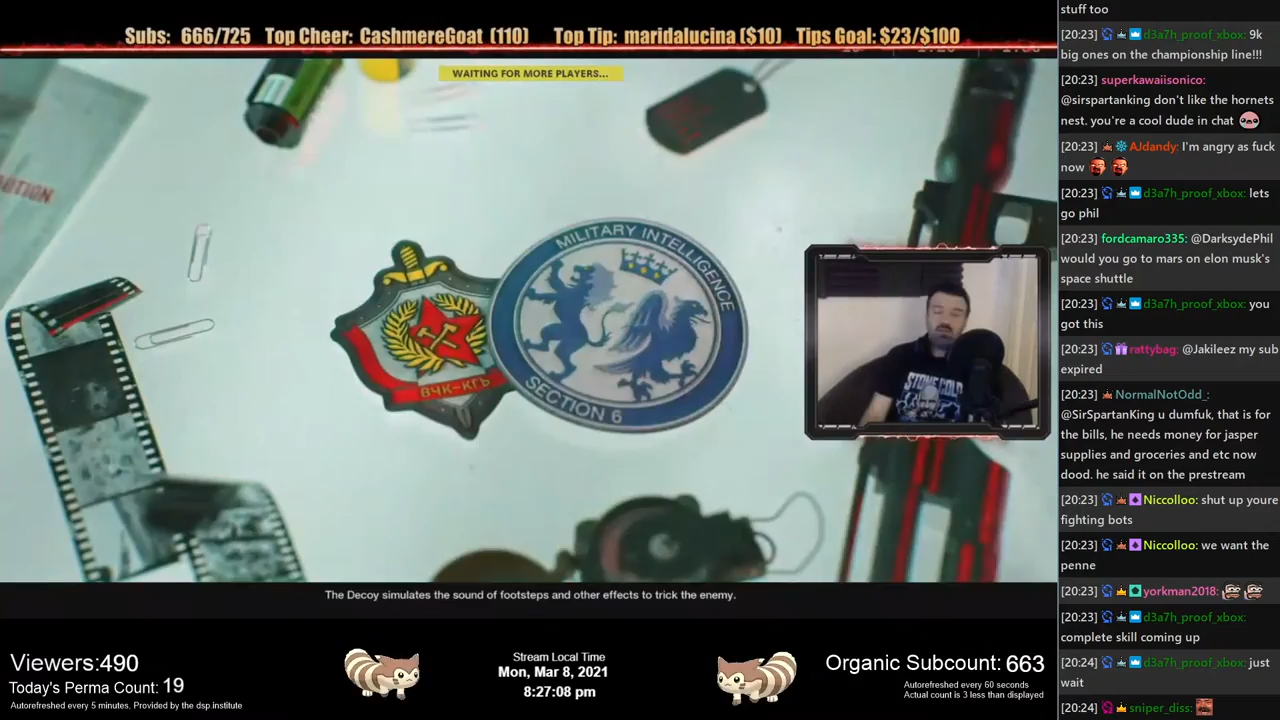 Subs: 666/725 Top Cheer: CashmereGoat (110) Top Tip: maridalucina ($10) Tips Goal: $23/$100
WAITING FOR MORE PLAYERS...
MILITARY INTELLIGENCE
SECTION 6
ВЧК-КГЬ
STONE COLD
The Decoy simulates the sound of footsteps and other effects to trick the enemy.
Viewers:490
Today's Perma Count: 19
Autorefreshed every 5 minutes, Provided by the dsp.institute
Stream Local Time
Mon, Mar 8, 2021
8:27:08 pm
Organic Subcount: 663
Autorefreshed every 60 seconds
Actual count is 3 less than displayed
stuff too
[20:23] d3a7h_proof_xbox: 9k
big ones on the championship line!!!
[20:23] superkawaiisonico:
@sirspartanking don't like the hornets
nest. you're a cool dude in chat
[20:23] AJdandy: I'm angry as fuck
now
[20:23] d3a7h_proof_xbox: lets
go phil
[20:23] fordcamaro335: @DarksydePhil
would you go to mars on elon musk's
space shuttle
[20:23] d3a7h_proof_xbox: you
got this
[20:23] rattybag: @Jakileez my sub
expired
[20:23] NormalNotOdd_:
@SirSpartanKing u dumfuk, that is for
the bills, he needs money for jasper
supplies and groceries and etc now
dood. he said it on the prestream
[20:23] Niccolloo: shut up youre
fighting bots
[20:23] Niccolloo: we want the
penne
[20:23] yorkman2018:
[20:23] d3a7h_proof_xbox:
complete skill coming up
[20:24] d3a7h_proof_xbox: just
wait
[20:24] sniper_diss: